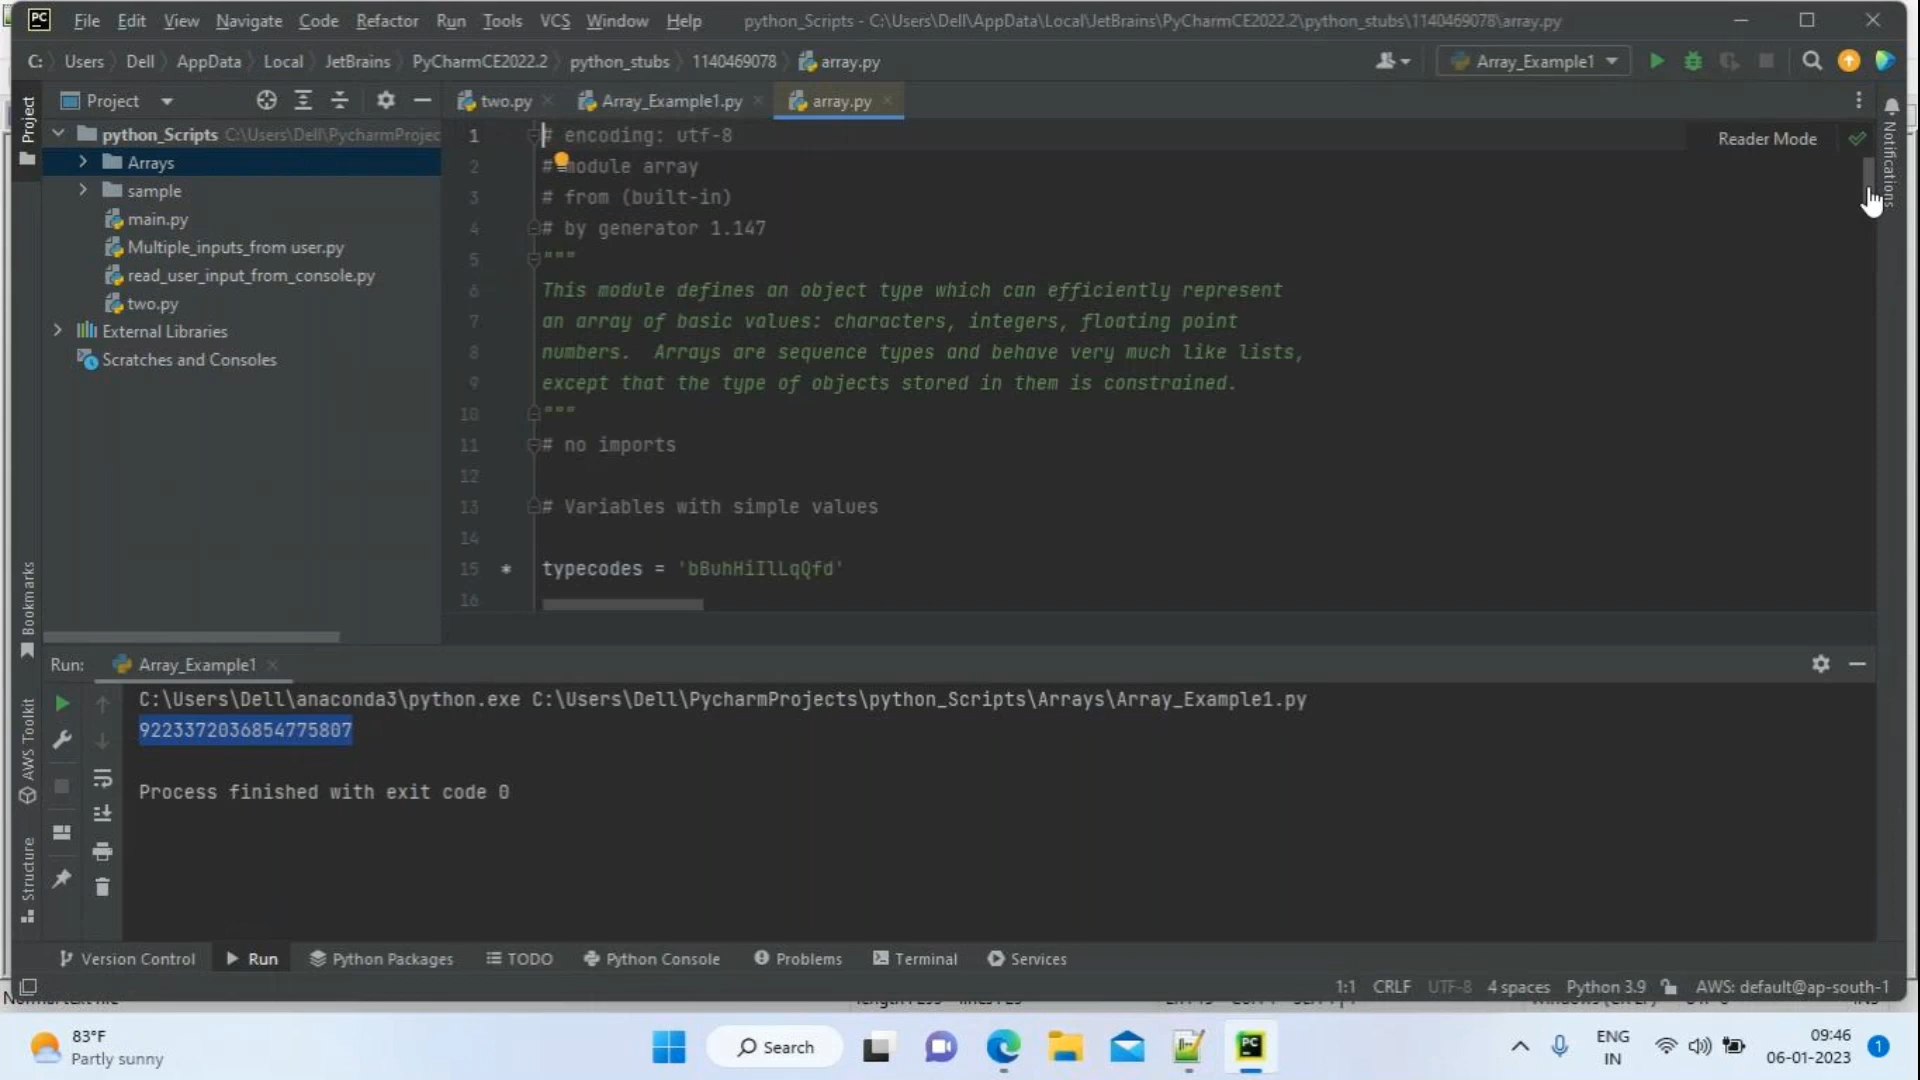 PC File Edit View Navigate Code Refactor Run Tools VCS Window Help python_Scripts - C:\Users\Dell\AppData\Local\JetBrains\PyCharmCE2022.2\python_stubs\1140469078\array.py
C: Users Dell AppData Local JetBrains PyCharmCE2022.2 python_stubs 1140469078 array.py Array_Example1
Project two.py Array_Example1.py array.py
Project
Notifications
Reader Mode
python_Scripts C:\Users\Dell\PycharmProjec
Arrays
sample
main.py
Multiple_inputs_from user.py
read_user_input_from_console.py
two.py
External Libraries
Scratches and Consoles
1 # encoding: utf-8
2 # module array
3 # from (built-in)
4 # by generator 1.147
5 """
6 This module defines an object type which can efficiently represent
7 an array of basic values: characters, integers, floating point
8 numbers.  Arrays are sequence types and behave very much like lists,
9 except that the type of objects stored in them is constrained.
10 """
11 # no imports
12
13 # Variables with simple values
14
15 * typecodes = 'bBuhHiIlLqQfd'
16
Bookmarks
AWS Toolkit
Structure
Run: Array_Example1
C:\Users\Dell\anaconda3\python.exe C:\Users\Dell\PycharmProjects\python_Scripts\Arrays\Array_Example1.py
9223372036854775807
Process finished with exit code 0
Version Control Run Python Packages TODO Python Console Problems Terminal Services
1:1 CRLF UTF-8 4 spaces Python 3.9 AWS: default@ap-south-1
83°F
Partly sunny
Search
PC
ENG
IN
09:46
06-01-2023
1